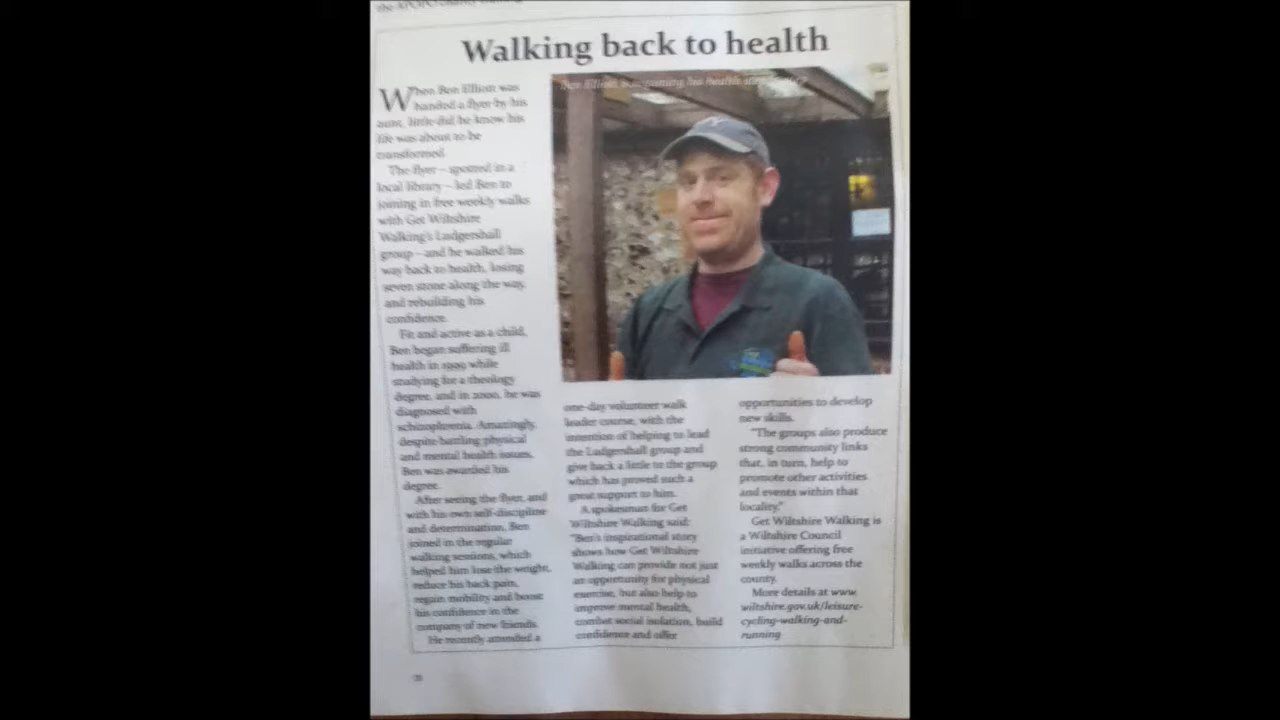 Walking back to health
When Ben Elliott was
handed a flyer by his
aunt, little did he know his
life was about to be
transformed.
The flyer – spotted in a
local library – led Ben to
joining in free weekly walks
with Get Wiltshire
Walking's Ludgershall
group – and he walked his
way back to health, losing
seven stone along the way,
and rebuilding his
confidence.
Fit and active as a child,
Ben began suffering ill
health in 1999 while
studying for a theology
degree, and in 2000, he was
diagnosed with
schizophrenia. Amazingly,
despite battling physical
and mental health issues,
Ben was awarded his
degree.
After seeing the flyer, and
with his own self-discipline
and determination, Ben
joined in the regular
walking sessions, which
helped him lose the weight,
reduce his back pain,
regain mobility and boost
his confidence in the
company of new friends.
He recently attended a
Ben Elliott his health
one-day volunteer walk
leader course, with the
intention of helping to lead
the Ludgershall group and
give back a little to the group
which has proved such a
great support to him.
A spokesman for Get
Wiltshire Walking said:
"Ben's inspirational story
shows how Get Wiltshire
Walking can provide not just
an opportunity for physical
exercise, but also help to
improve mental health,
combat social isolation, build
confidence and offer
opportunities to develop
new skills.
"The groups also produce
strong community links
that, in turn, help to
promote other activities
and events within that
locality."
Get Wiltshire Walking is
a Wiltshire Council
initiative offering free
weekly walks across the
county.
More details at www.
wiltshire.gov.uk/leisure-
cycling-walking-and-
running